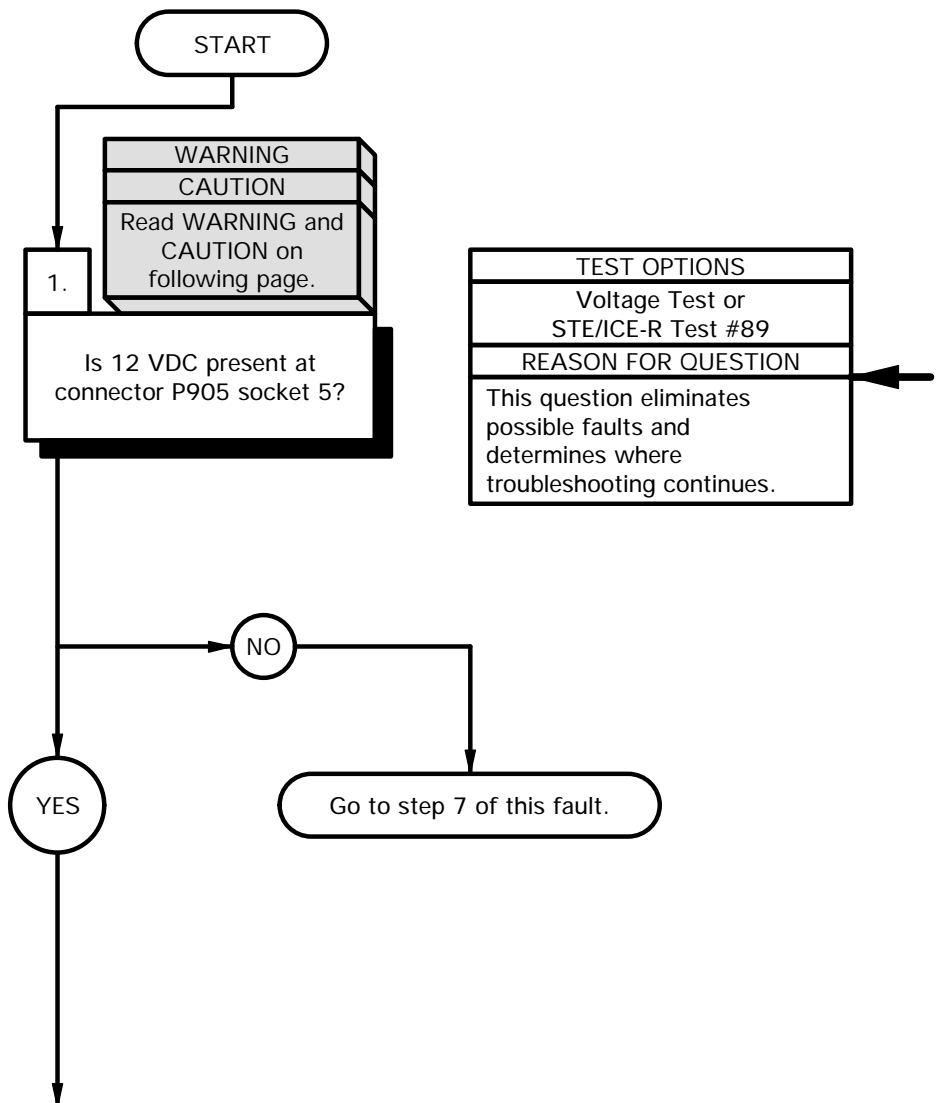 START
WARNING
CAUTION
Read WARNING and
CAUTION on
following page.
1.
Is 12 VDC present at
connector P905 socket 5?
TEST OPTIONS
Voltage Test or
STE/ICE-R Test #89
REASON FOR QUESTION
This question eliminates
possible faults and
determines where
troubleshooting continues.
NO
YES
Go to step 7 of this fault.